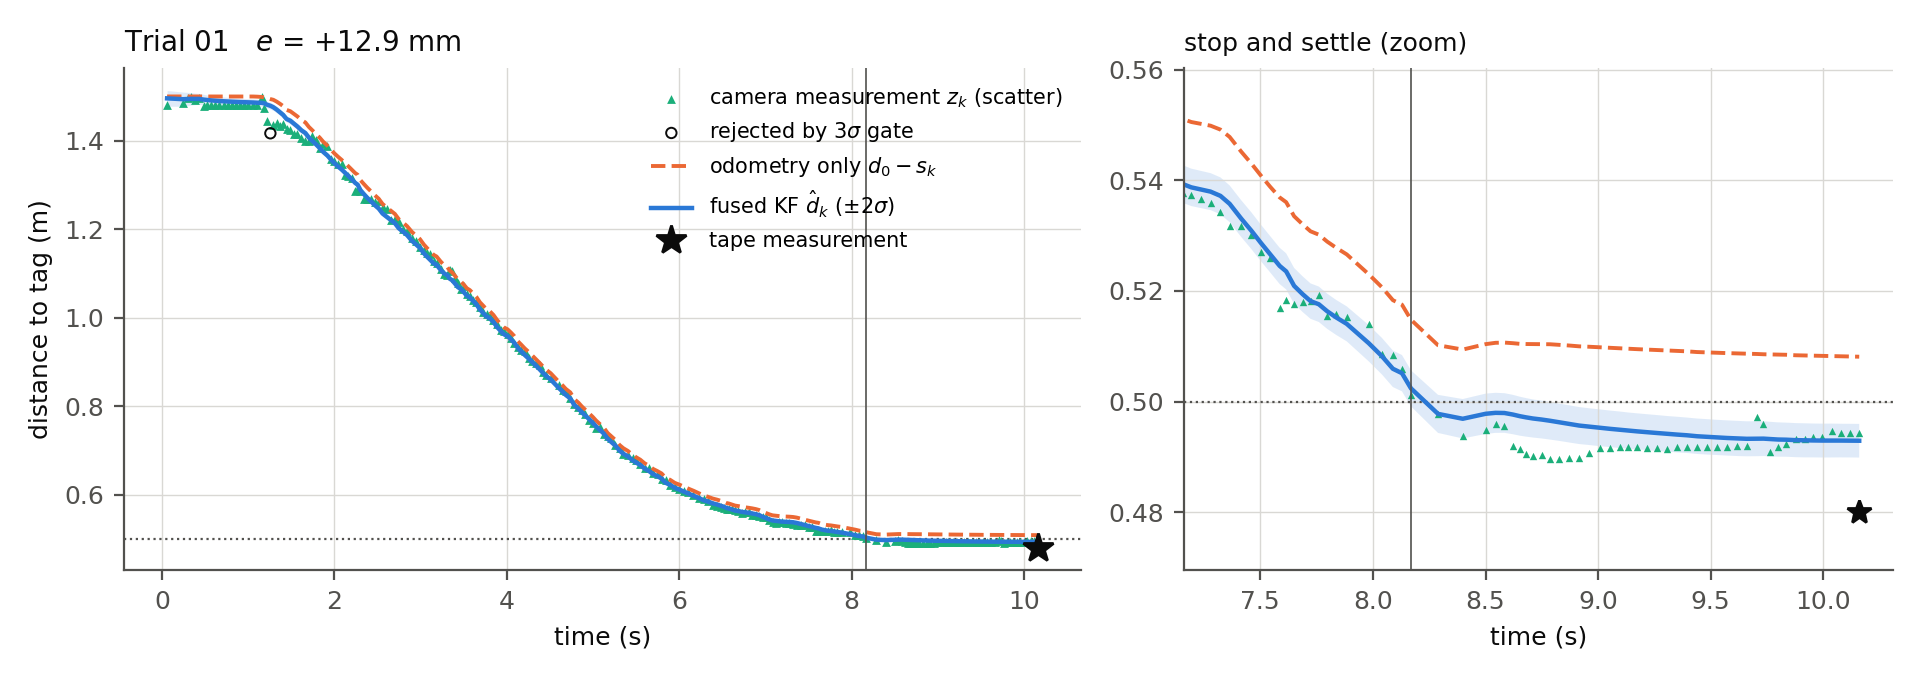 Trial 01 e = +12.9 mm
distance to tag (m)
1.4
1.2
1.0
0.8
0.6
camera measurement z_k (scatter)
rejected by 3σ gate
odometry only d_0 − s_k
fused KF d̂_k (±2σ)
tape measurement
0 2 4 6 8 10
time (s)
stop and settle (zoom)
0.56
0.54
0.52
0.50
0.48
7.5 8.0 8.5 9.0 9.5 10.0
time (s)